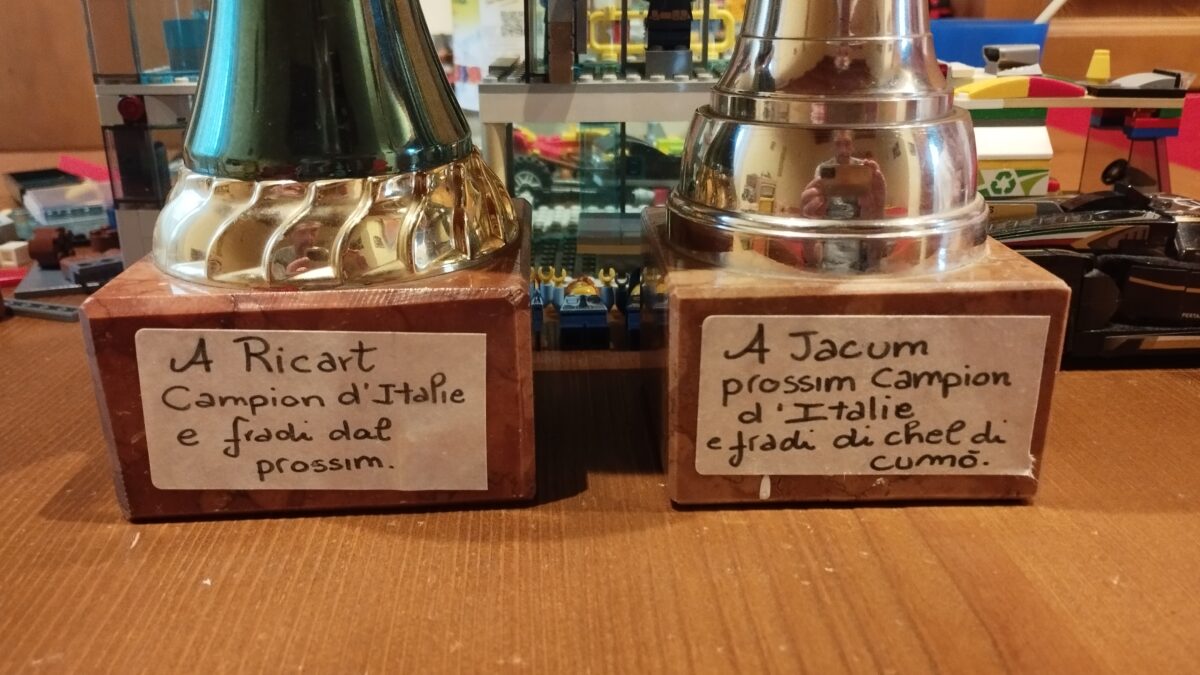 A Ricart
Campion d'Italie
e fradi dal
prossim.
A Jacum
prossim Campion
d'Italie
e fradi di chel di
cumò.